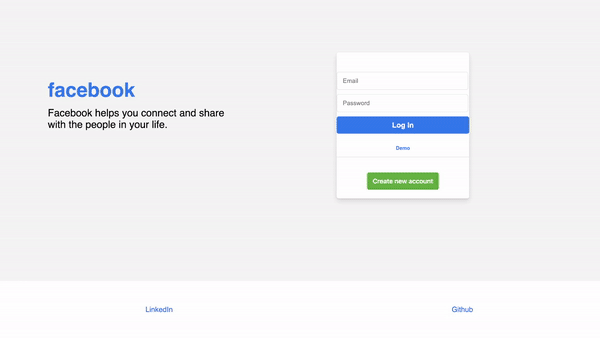 facebook
Facebook helps you connect and share
with the people in your life.
Email
Password
Log In
Demo
Create new account
LinkedIn
Github